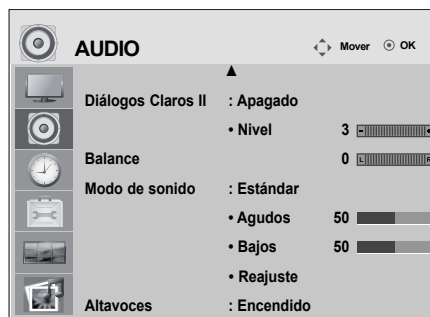 AUDIO Mover OK
Diálogos Claros II : Apagado
• Nivel 3 -
Balance 0 L R
Modo de sonido : Estándar
• Agudos 50
• Bajos 50
• Reajuste
Altavoces : Encendido